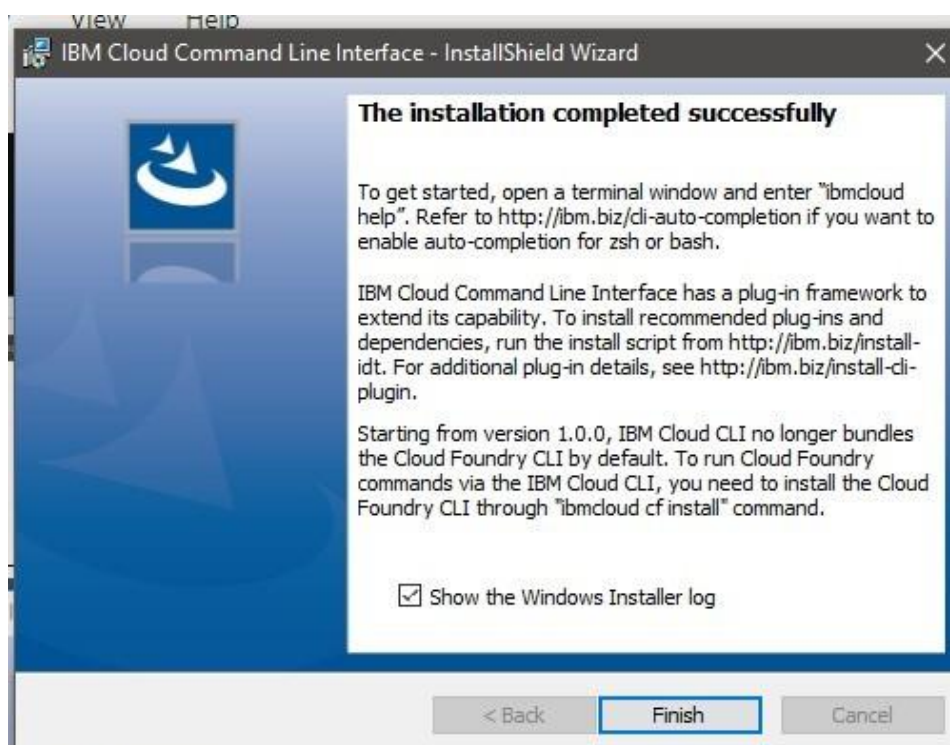 View Help
IBM Cloud Command Line Interface - InstallShield Wizard
The installation completed successfully
To get started, open a terminal window and enter "ibmcloud
help". Refer to http://ibm.biz/cli-auto-completion if you want to
enable auto-completion for zsh or bash.
IBM Cloud Command Line Interface has a plug-in framework to
extend its capability. To install recommended plug-ins and
dependencies, run the install script from http://ibm.biz/install-
idt. For additional plug-in details, see http://ibm.biz/install-cli-
plugin.
Starting from version 1.0.0, IBM Cloud CLI no longer bundles
the Cloud Foundry CLI by default. To run Cloud Foundry
commands via the IBM Cloud CLI, you need to install the Cloud
Foundry CLI through "ibmcloud cf install" command.
Show the Windows Installer log
< Back Finish Cancel